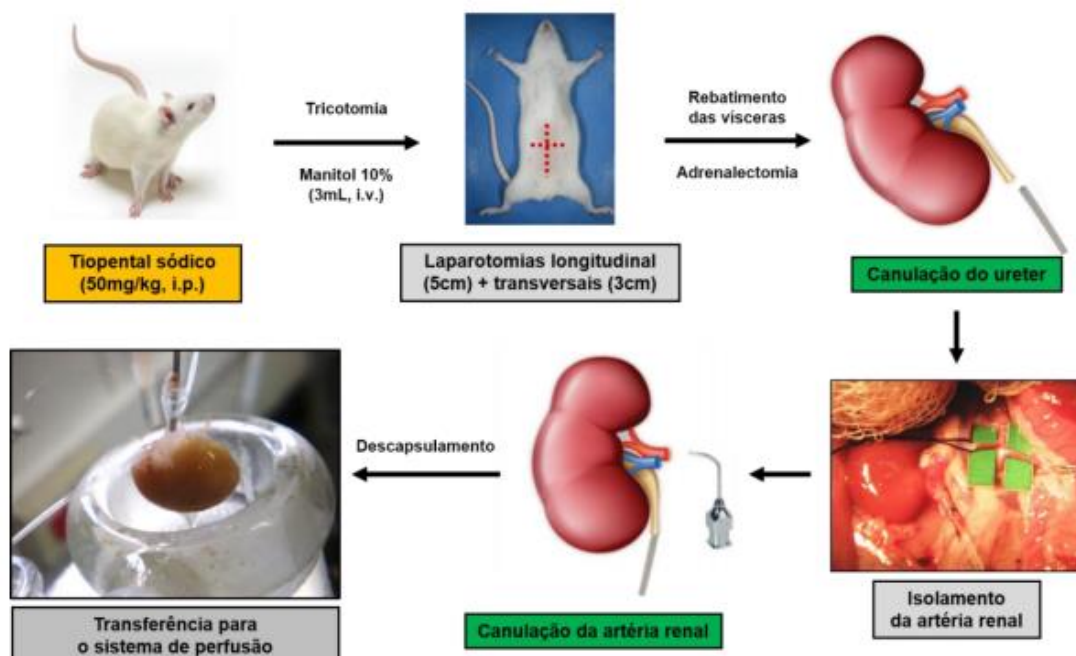 Tricotomia
Manitol 10%
(3mL, i.v.)
Rebatimento
das vísceras
Adrenalectomia
Tiopental sódico
(50mg/kg, i.p.)
Laparotomias longitudinal
(5cm) + transversais (3cm)
Canulação do ureter
Isolamento
da artéria renal
Canulação da artéria renal
Descapsulamento
Transferência para
o sistema de perfusão